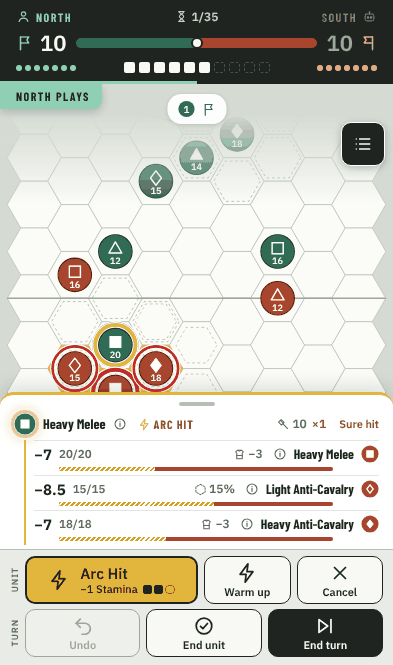 NORTH 1/35 SOUTH
10 10
NORTH PLAYS
1
18
14
15
12
16
16
12
20
15
18
Heavy Melee ARC HIT 10 ×1 Sure hit
−7 20/20 −3 Heavy Melee
−8.5 15/15 15% Light Anti-Cavalry
−7 18/18 −3 Heavy Anti-Cavalry
UNIT
Arc Hit
−1 Stamina
Warm up
Cancel
TURN
Undo
End unit
End turn